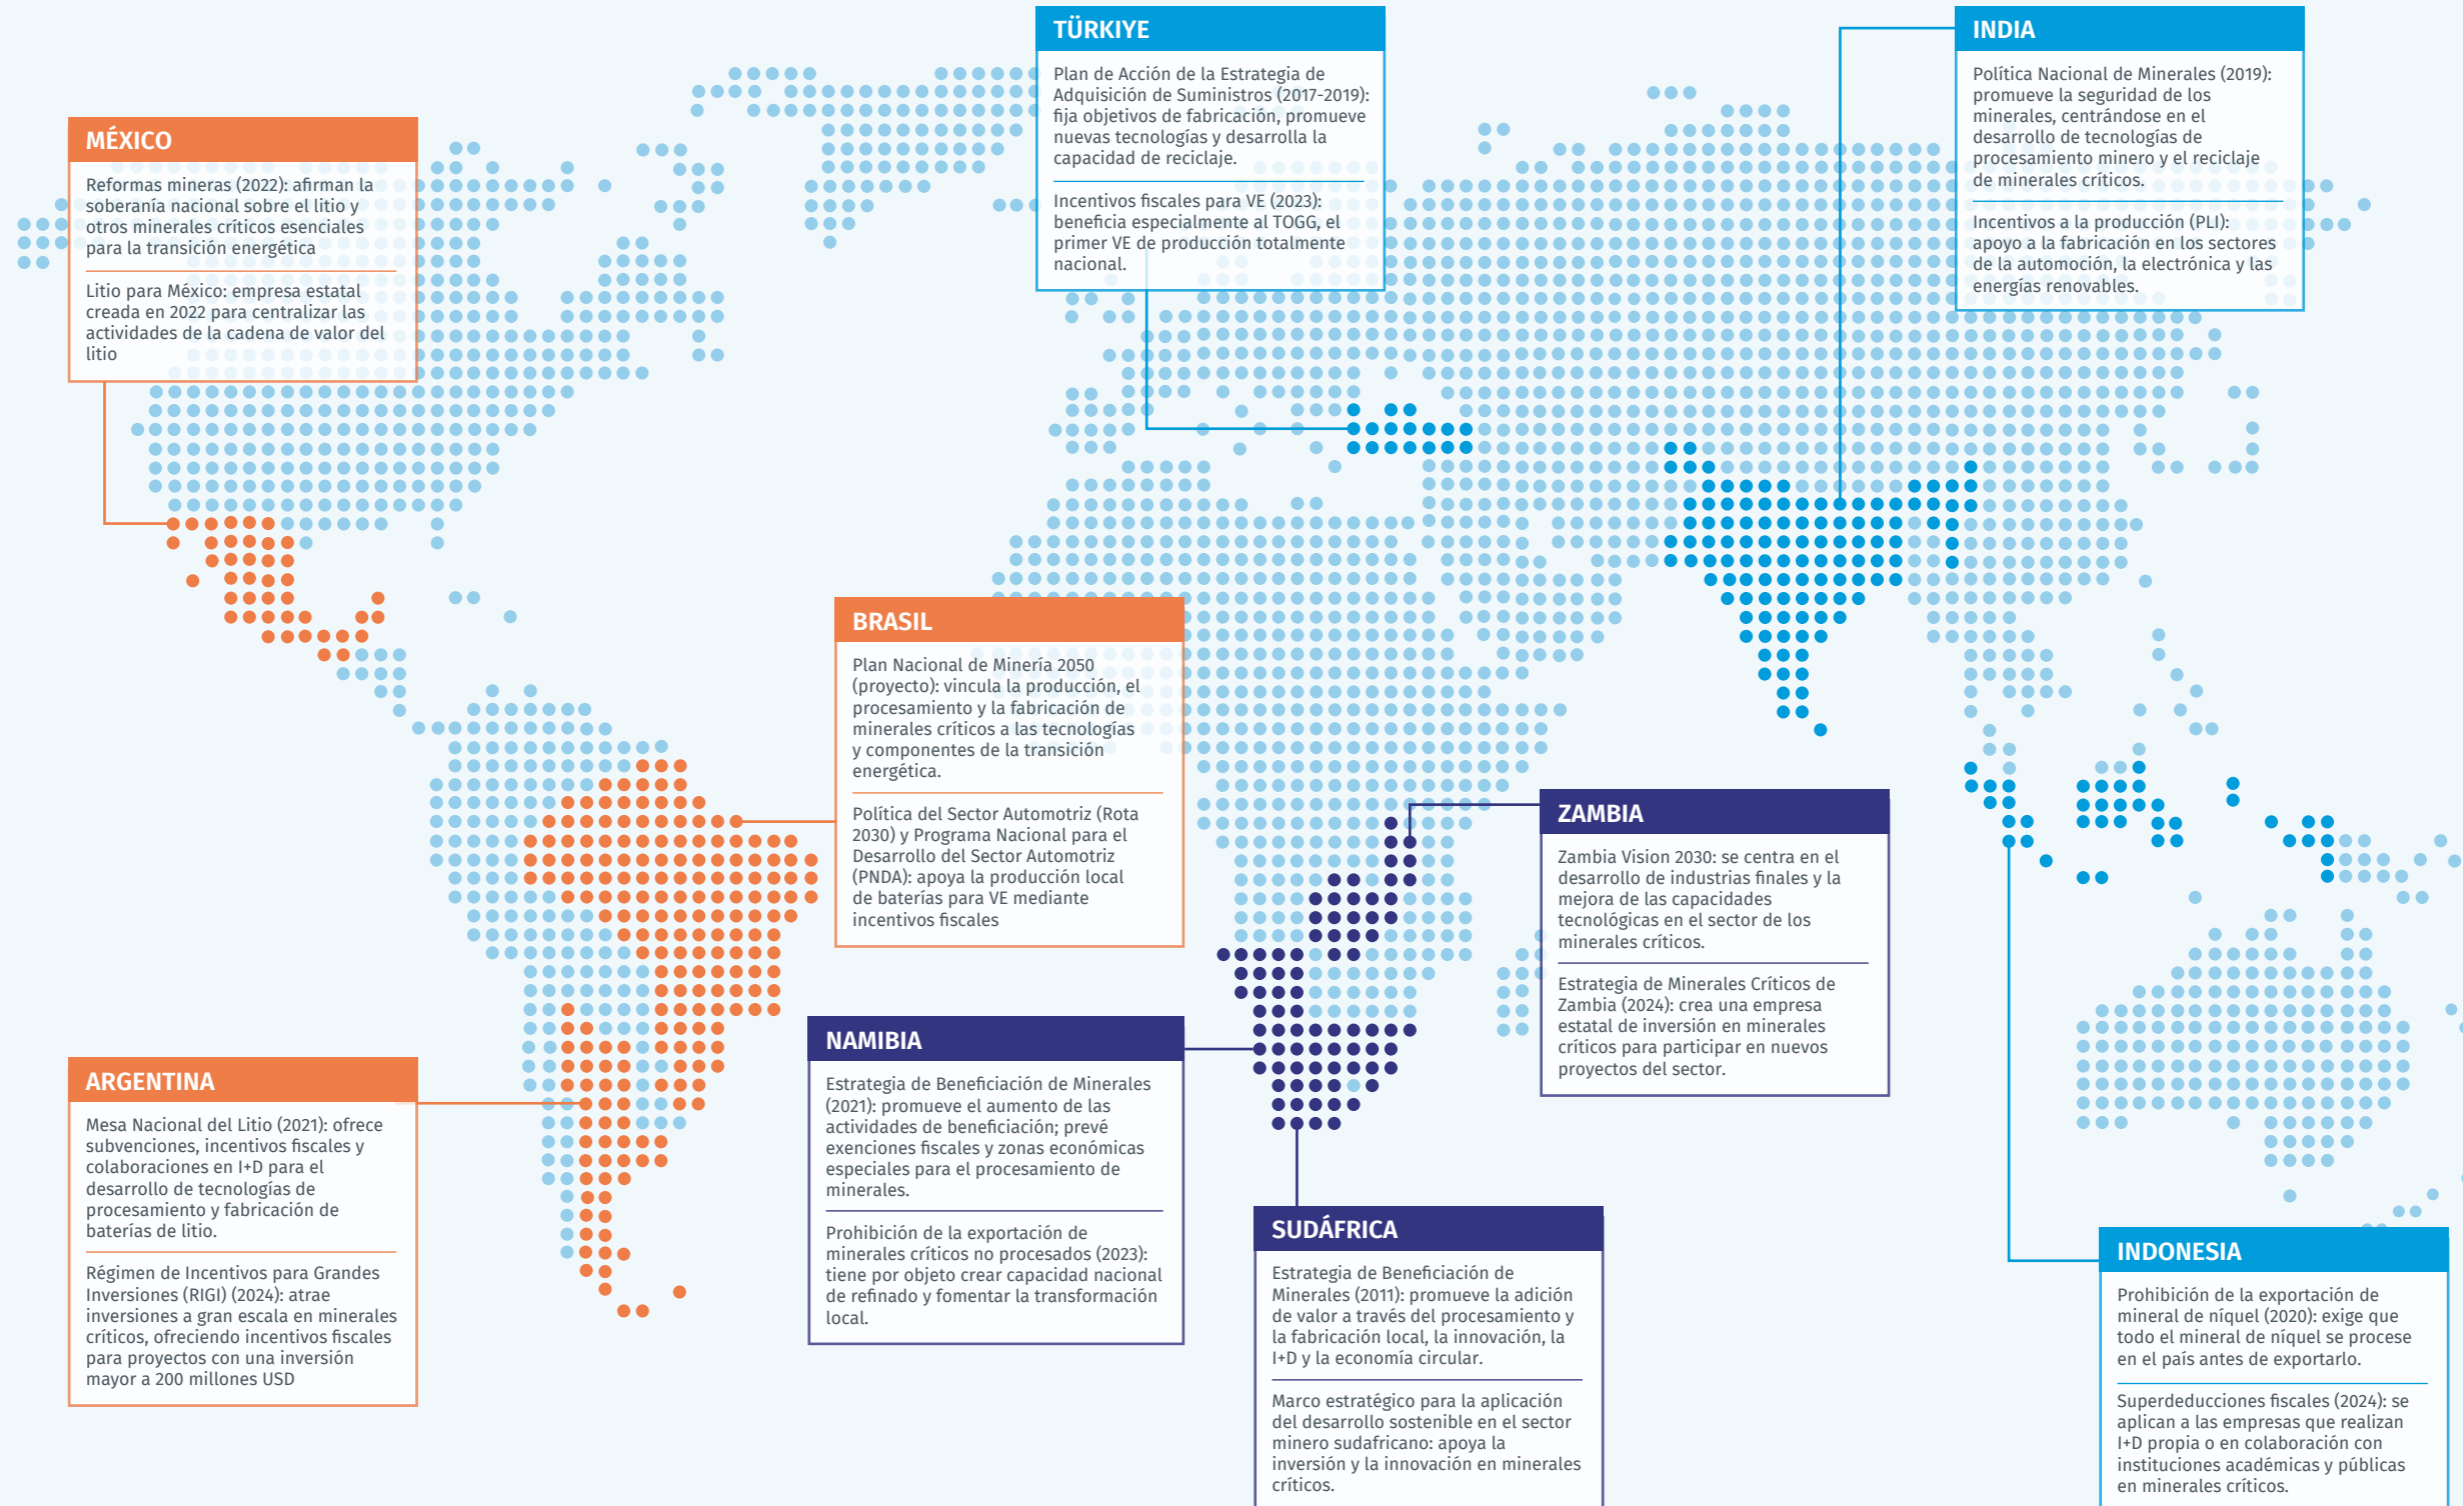 MÉXICO
Reformas mineras (2022): afirman la
soberanía nacional sobre el litio y
otros minerales críticos esenciales
para la transición energética
Litio para México: empresa estatal
creada en 2022 para centralizar las
actividades de la cadena de valor del
litio
TÜRKIYE
Plan de Acción de la Estrategia de
Adquisición de Suministros (2017-2019):
fija objetivos de fabricación, promueve
nuevas tecnologías y desarrolla la
capacidad de reciclaje.
Incentivos fiscales para VE (2023):
beneficia especialmente al TOGG, el
primer VE de producción totalmente
nacional.
INDIA
Política Nacional de Minerales (2019):
promueve la seguridad de los
minerales, centrándose en el
desarrollo de tecnologías de
procesamiento minero y el reciclaje
de minerales críticos.
Incentivos a la producción (PLI):
apoyo a la fabricación en los sectores
de la automoción, la electrónica y las
energías renovables.
BRASIL
Plan Nacional de Minería 2050
(proyecto): vincula la producción, el
procesamiento y la fabricación de
minerales críticos a las tecnologías
y componentes de la transición
energética.
Política del Sector Automotriz (Rota
2030) y Programa Nacional para el
Desarrollo del Sector Automotriz
(PNDA): apoya la producción local
de baterías para VE mediante
incentivos fiscales
ZAMBIA
Zambia Vision 2030: se centra en el
desarrollo de industrias finales y la
mejora de las capacidades
tecnológicas en el sector de los
minerales críticos.
Estrategia de Minerales Críticos de
Zambia (2024): crea una empresa
estatal de inversión en minerales
críticos para participar en nuevos
proyectos del sector.
ARGENTINA
Mesa Nacional del Litio (2021): ofrece
subvenciones, incentivos fiscales y
colaboraciones en I+D para el
desarrollo de tecnologías de
procesamiento y fabricación de
baterías de litio.
Régimen de Incentivos para Grandes
Inversiones (RIGI) (2024): atrae
inversiones a gran escala en minerales
críticos, ofreciendo incentivos fiscales
para proyectos con una inversión
mayor a 200 millones USD
NAMIBIA
Estrategia de Beneficiación de Minerales
(2021): promueve el aumento de las
actividades de beneficiación; prevé
exenciones fiscales y zonas económicas
especiales para el procesamiento de
minerales.
Prohibición de la exportación de
minerales críticos no procesados (2023):
tiene por objeto crear capacidad nacional
de refinado y fomentar la transformación
local.
SUDÁFRICA
Estrategia de Beneficiación de
Minerales (2011): promueve la adición
de valor a través del procesamiento y
la fabricación local, la innovación, la
I+D y la economía circular.
Marco estratégico para la aplicación
del desarrollo sostenible en el sector
minero sudafricano: apoya la
inversión y la innovación en minerales
críticos.
INDONESIA
Prohibición de la exportación de
mineral de níquel (2020): exige que
todo el mineral de níquel se procese
en el país antes de exportarlo.
Superdeducciones fiscales (2024): se
aplican a las empresas que realizan
I+D propia o en colaboración con
instituciones académicas y públicas
en minerales críticos.